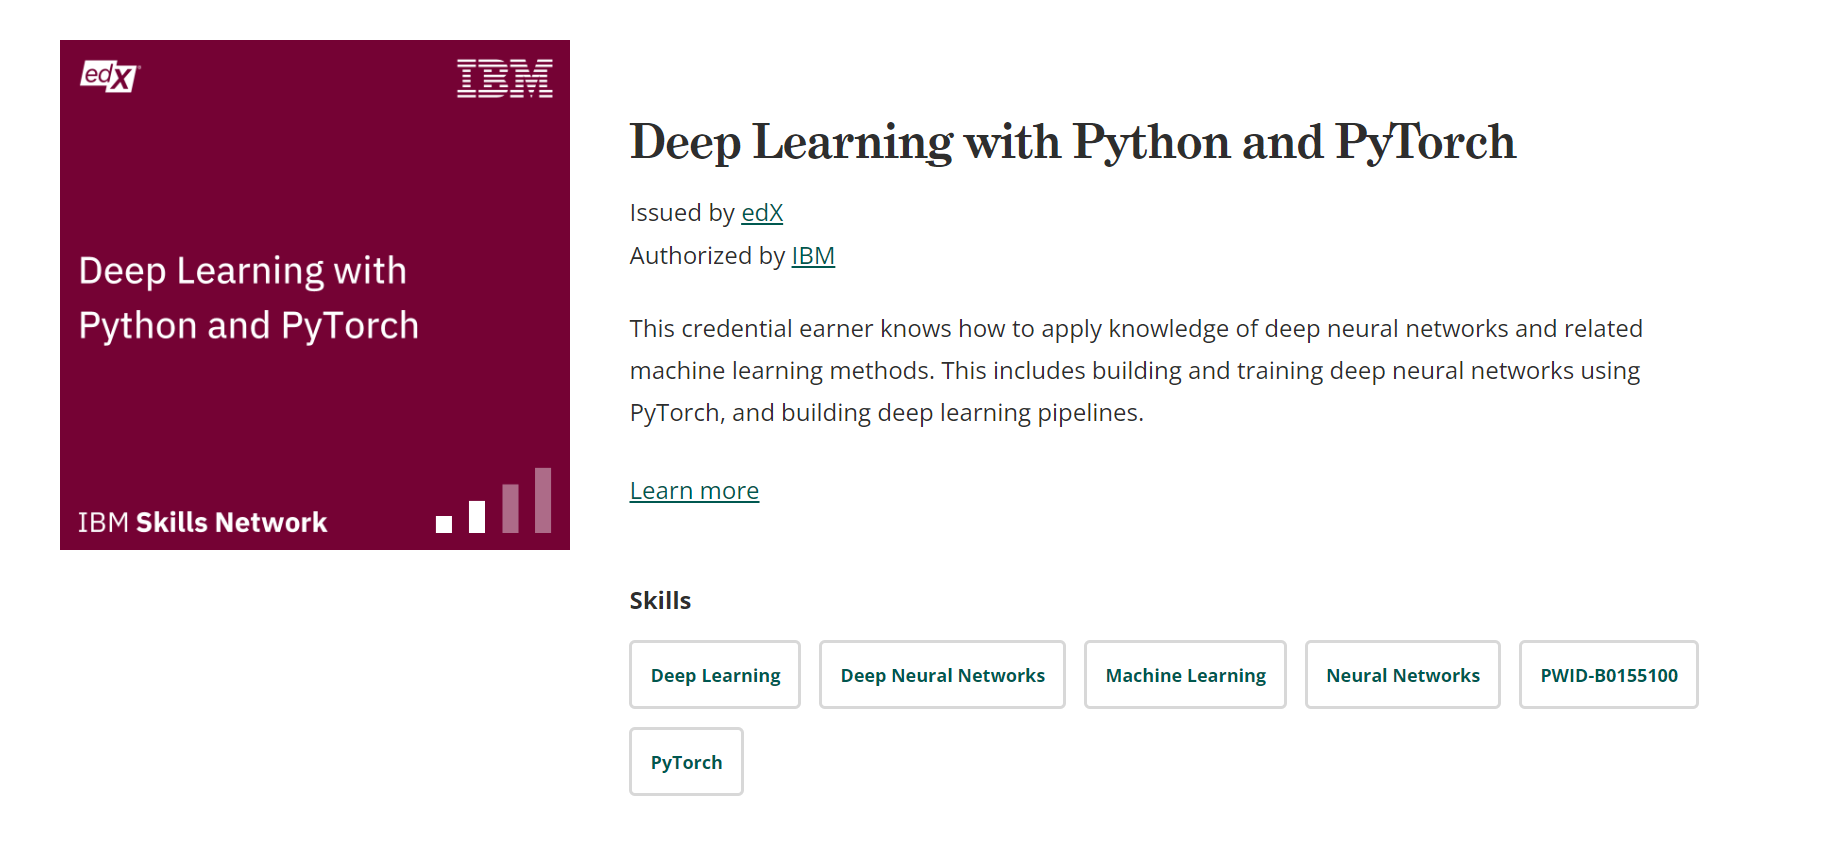 edX
IBM
Deep Learning with
Python and PyTorch
IBM Skills Network
Deep Learning with Python and PyTorch
Issued by edX
Authorized by IBM
This credential earner knows how to apply knowledge of deep neural networks and related
machine learning methods. This includes building and training deep neural networks using
PyTorch, and building deep learning pipelines.
Learn more
Skills
Deep Learning
Deep Neural Networks
Machine Learning
Neural Networks
PWID-B0155100
PyTorch